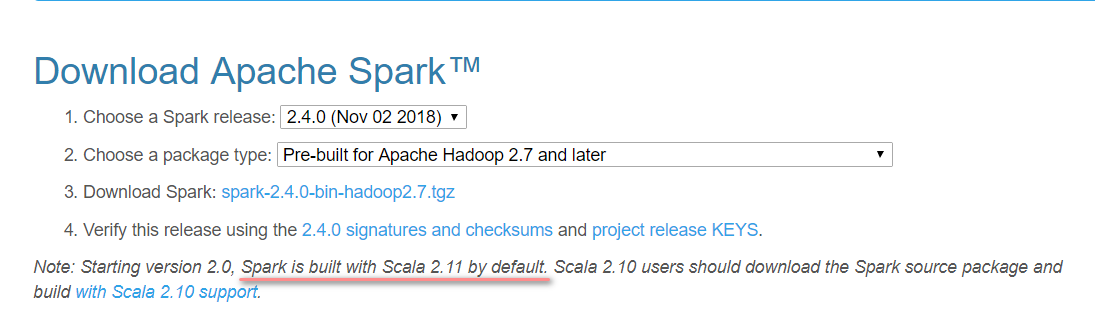 Download Apache Spark™
1. Choose a Spark release: 2.4.0 (Nov 02 2018)
2. Choose a package type: Pre-built for Apache Hadoop 2.7 and later
3. Download Spark: spark-2.4.0-bin-hadoop2.7.tgz
4. Verify this release using the 2.4.0 signatures and checksums and project release KEYS.
Note: Starting version 2.0, Spark is built with Scala 2.11 by default. Scala 2.10 users should download the Spark source package and
build with Scala 2.10 support.